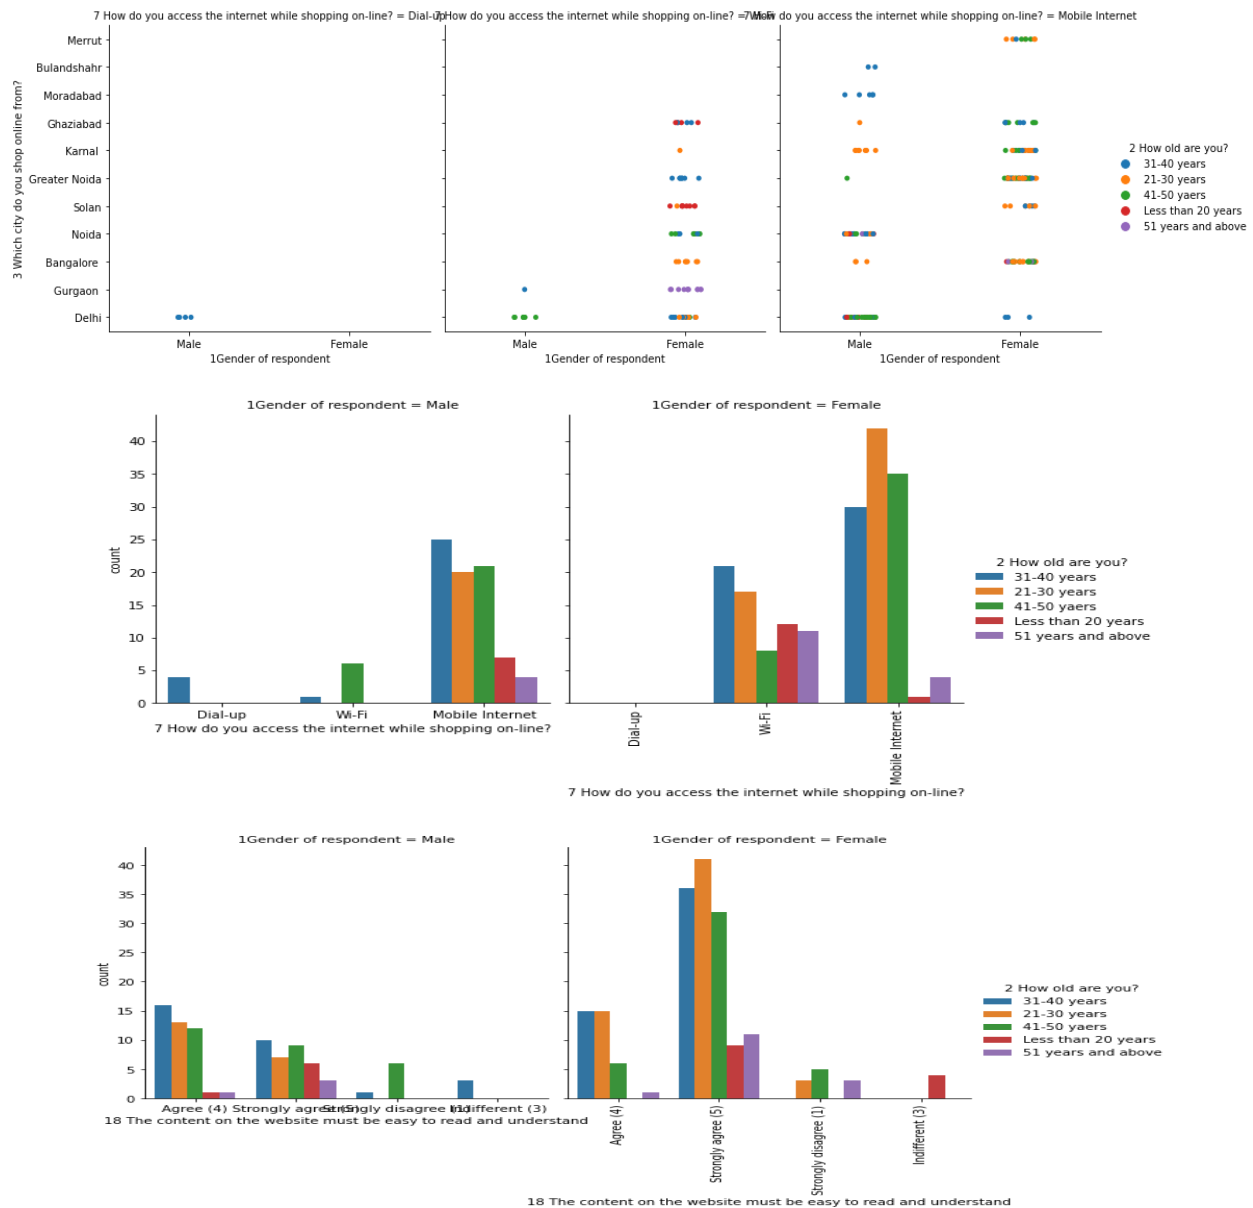 7 How do you access the internet while shopping on-line? = Dial-up
7 How do you access the internet while shopping on-line? = Wi-Fi
7 How do you access the internet while shopping on-line? = Mobile Internet
3 Which city do you shop online from?
Merrut
Bulandshahr
Moradabad
Ghaziabad
Karnal
Greater Noida
Solan
Noida
Bangalore
Gurgaon
Delhi
Male Female
1Gender of respondent
Male Female
1Gender of respondent
Male Female
1Gender of respondent
2 How old are you?
31-40 years
21-30 years
41-50 yaers
Less than 20 years
51 years and above
1Gender of respondent = Male
count
40
35
30
25
20
15
10
5
0
Dial-up Wi-Fi Mobile Internet
7 How do you access the internet while shopping on-line?
1Gender of respondent = Female
Dial-up
Wi-Fi
Mobile Internet
7 How do you access the internet while shopping on-line?
2 How old are you?
31-40 years
21-30 years
41-50 yaers
Less than 20 years
51 years and above
1Gender of respondent = Male
count
40
35
30
25
20
15
10
5
0
Agree (4) Strongly agree (5) Strongly disagree (1) Indifferent (3)
18 The content on the website must be easy to read and understand
1Gender of respondent = Female
Agree (4)
Strongly agree (5)
Strongly disagree (1)
Indifferent (3)
18 The content on the website must be easy to read and understand
2 How old are you?
31-40 years
21-30 years
41-50 yaers
Less than 20 years
51 years and above